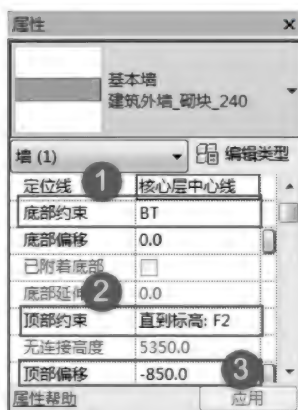 属性
基本墙
建筑外墙_砌块_240
墙 (1)
编辑类型
定位线 核心层中心线
1
底部约束 BT
底部偏移 0.0
已附着底部
底部延伸 0.0
2
顶部约束 直到标高: F2
无连接高度 5350.0
顶部偏移 -850.0
3
属性帮助 应用